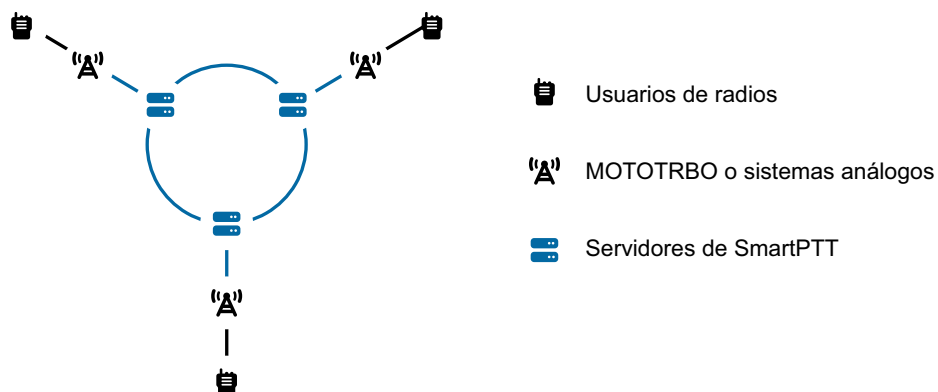 Usuarios de radios
MOTOTRBO o sistemas análogos
Servidores de SmartPTT